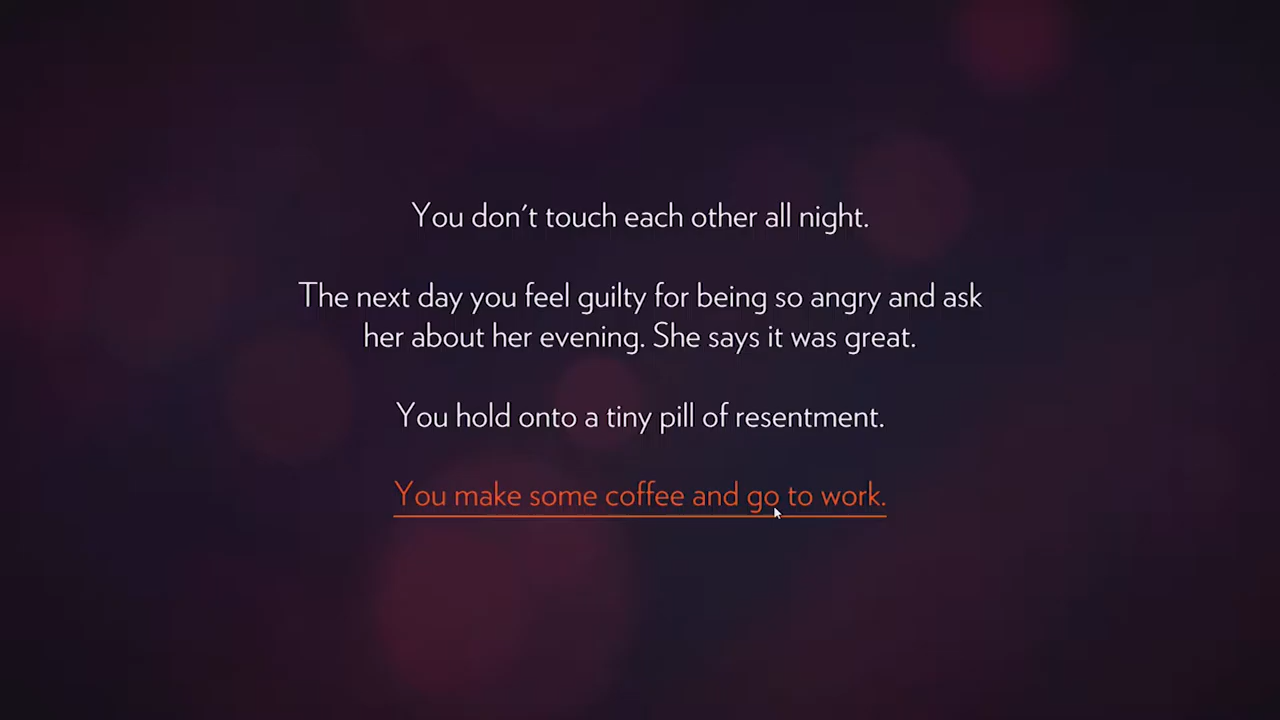 You don't touch each other all night.
The next day you feel guilty for being so angry and ask
her about her evening. She says it was great.
You hold onto a tiny pill of resentment.
You make some coffee and go to work.